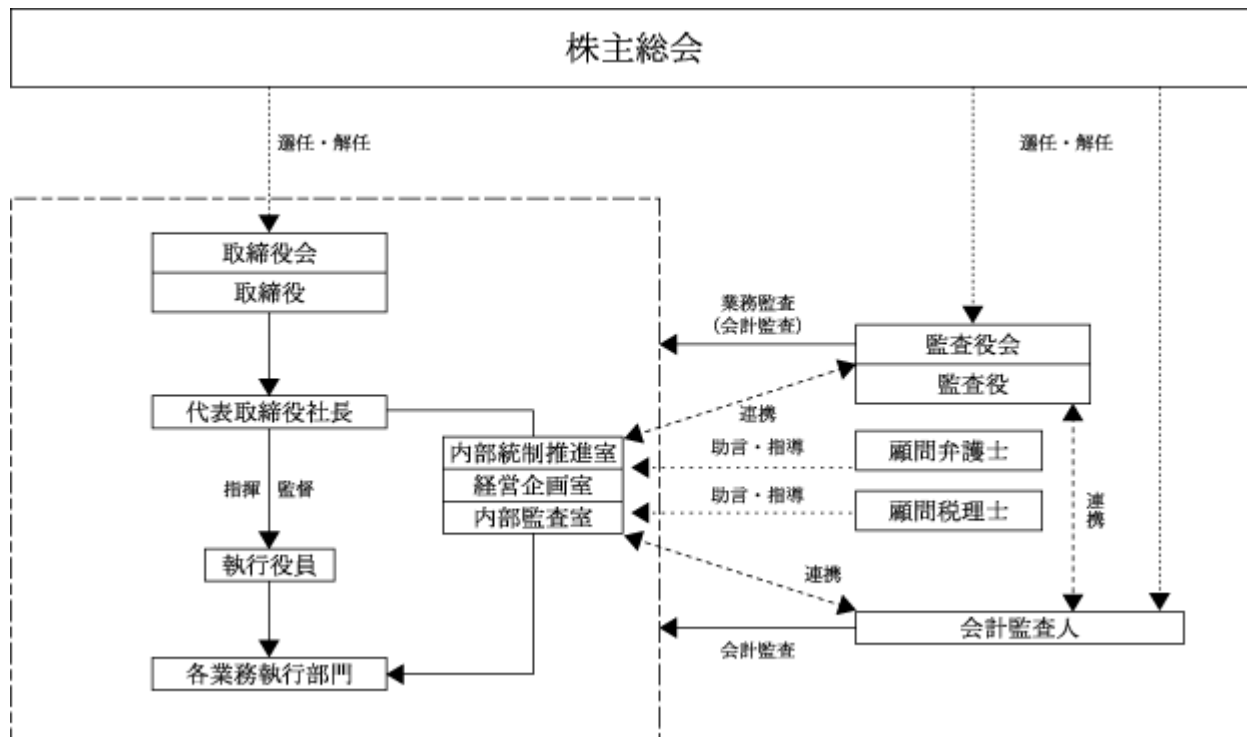 株主総会
選任・解任
選任・解任
取締役会
取締役
業務監査
(会計監査)
監査役会
監査役
代表取締役社長
連携
内部統制推進室
助言・指導
顧問弁護士
経営企画室
指揮 監督
助言・指導
顧問税理士
連携
内部監査室
執行役員
連携
会計監査人
会計監査
各業務執行部門